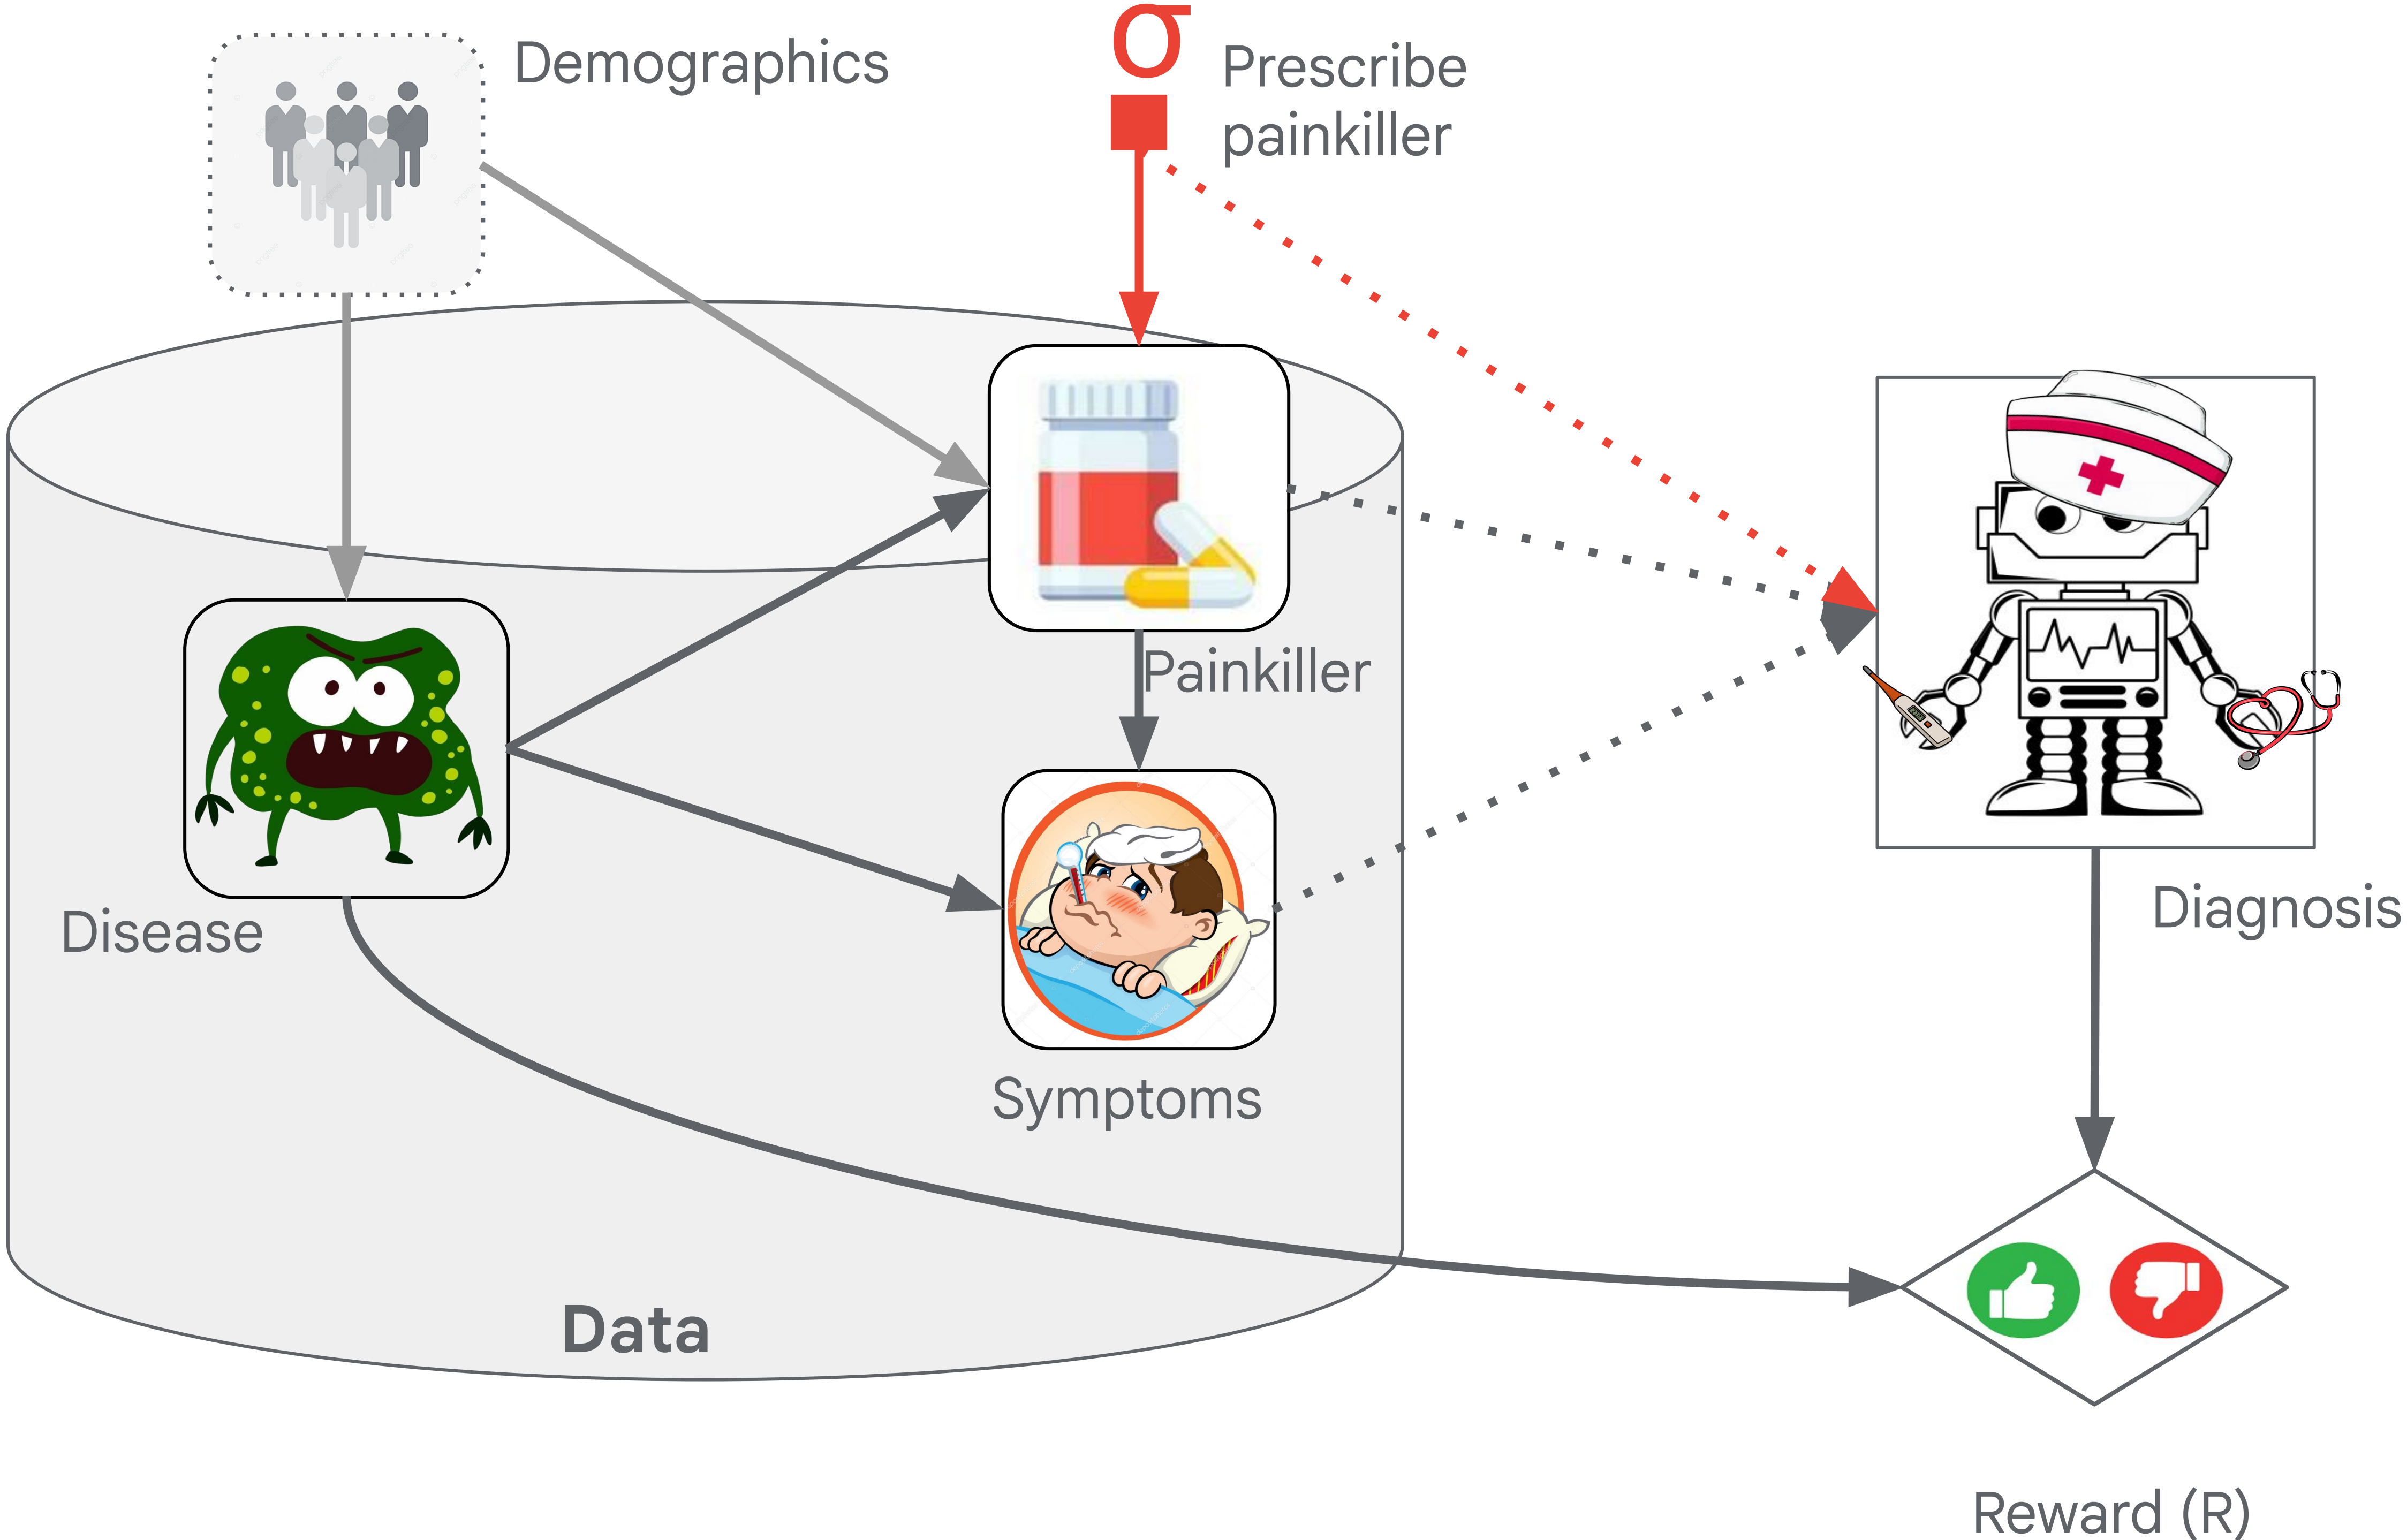 Demographics
σ
Prescribe
painkiller
Painkiller
Disease
Diagnosis
Symptoms
Data
Reward (R)